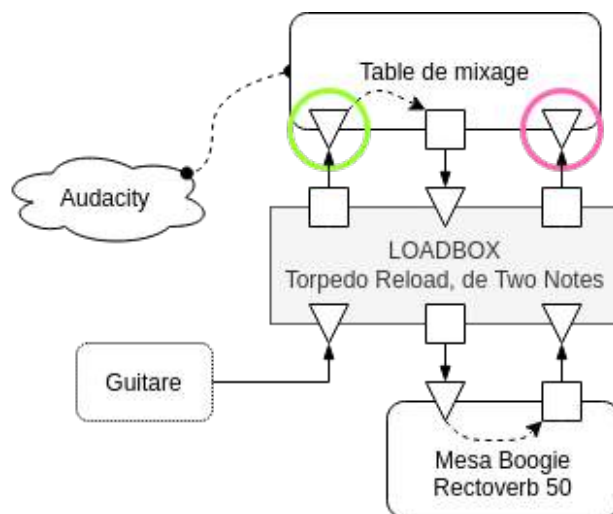 Table de mixage
Audacity
LOADBOX
Torpedo Reload, de Two Notes
Guitare
Mesa Boogie
Rectoverb 50